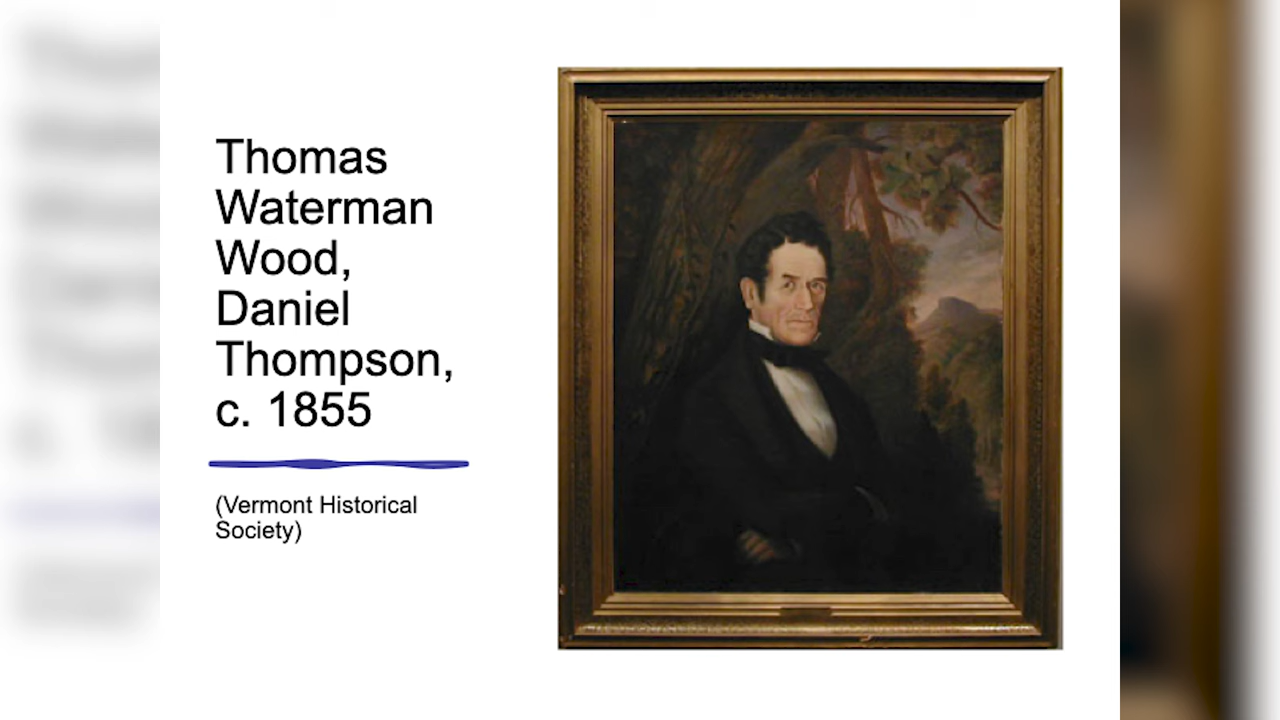 Thomas
Waterman
Wood,
Daniel
Thompson,
c. 1855
(Vermont Historical
Society)